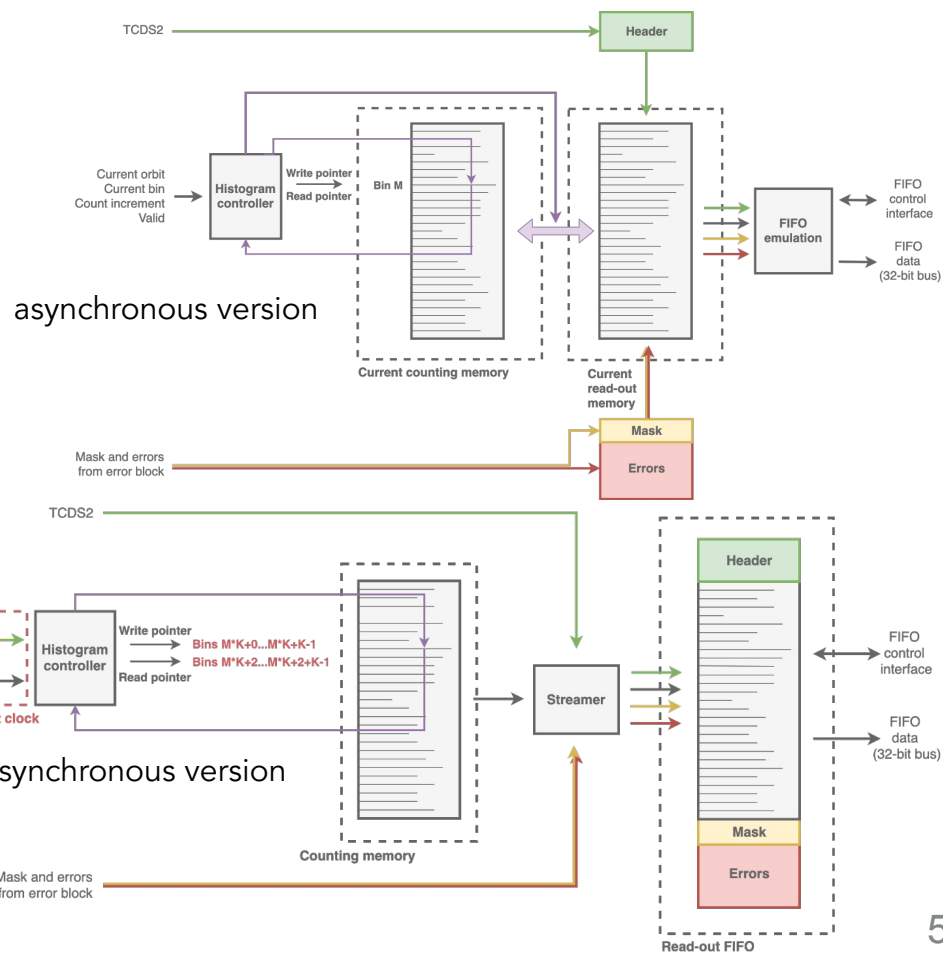 TCDS2
Header
Current orbit
Current bin
Count increment
Valid
Histogram
controller
Write pointer
Read pointer
Bin M
FIFO
emulation
FIFO
control
interface
FIFO
data
(32-bit bus)
asynchronous version
Current counting memory
Current
read-out
memory
Mask
Errors
Mask and errors
from error block
TCDS2
Header
Histogram
controller
Write pointer
Bins M*K+0...M*K+K-1
Bins M*K+2...M*K+2+K-1
Read pointer
t clock
Streamer
FIFO
control
interface
FIFO
data
(32-bit bus)
synchronous version
Mask
Errors
Counting memory
Mask and errors
from error block
Read-out FIFO
5